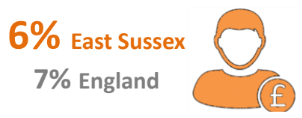 6% East Sussex
7% England
£